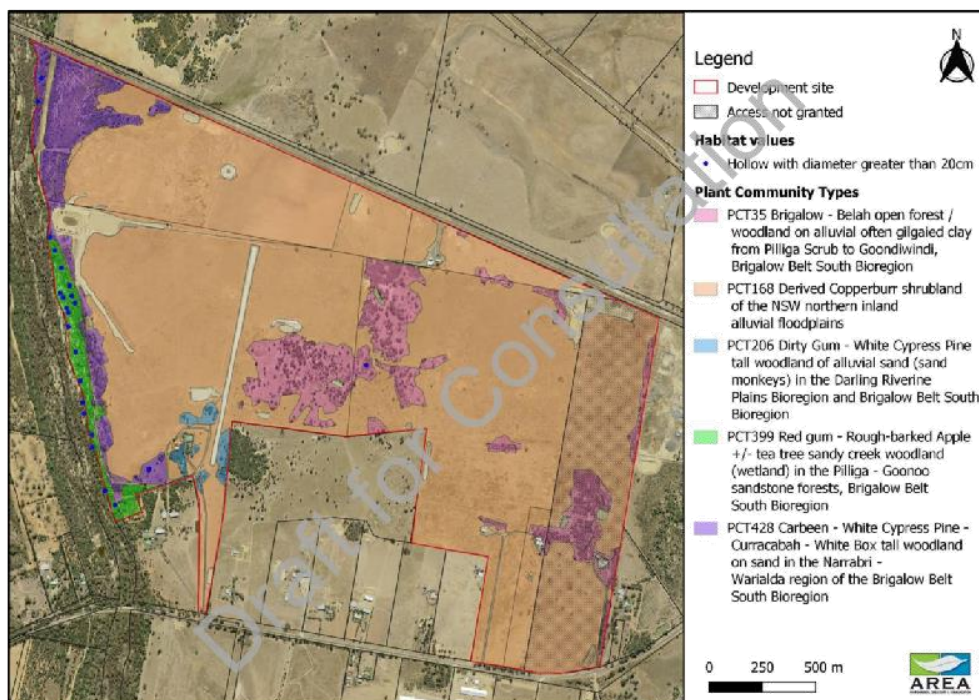 N
Legend
Development site
Access not granted
Habitat values
Hollow with diameter greater than 20cm
Plant Community Types
PCT35 Brigalow - Belah open forest /
woodland on alluvial often gilgaied clay
from Pilliga Scrub to Goondiwindi,
Brigalow Belt South Bioregion
PCT168 Derived Copperburr shrubland
of the NSW northern inland
alluvial floodplains
PCT206 Dirty Gum - White Cypress Pine
tall woodland of alluvial sand (sand
monkeys) in the Darling Riverine
Plains Bioregion and Brigalow Belt South
Bioregion
PCT399 Red gum - Rough-barked Apple
+/- tea tree sandy creek woodland
(wetland) in the Pilliga - Goonoo
sandstone forests, Brigalow Belt
South Bioregion
PCT428 Carbeen - White Cypress Pine -
Curracabah - White Box tall woodland
on sand in the Narrabri -
Warialda region of the Brigalow Belt
South Bioregion
0 250 500 m
AREA
Draft for Consultation